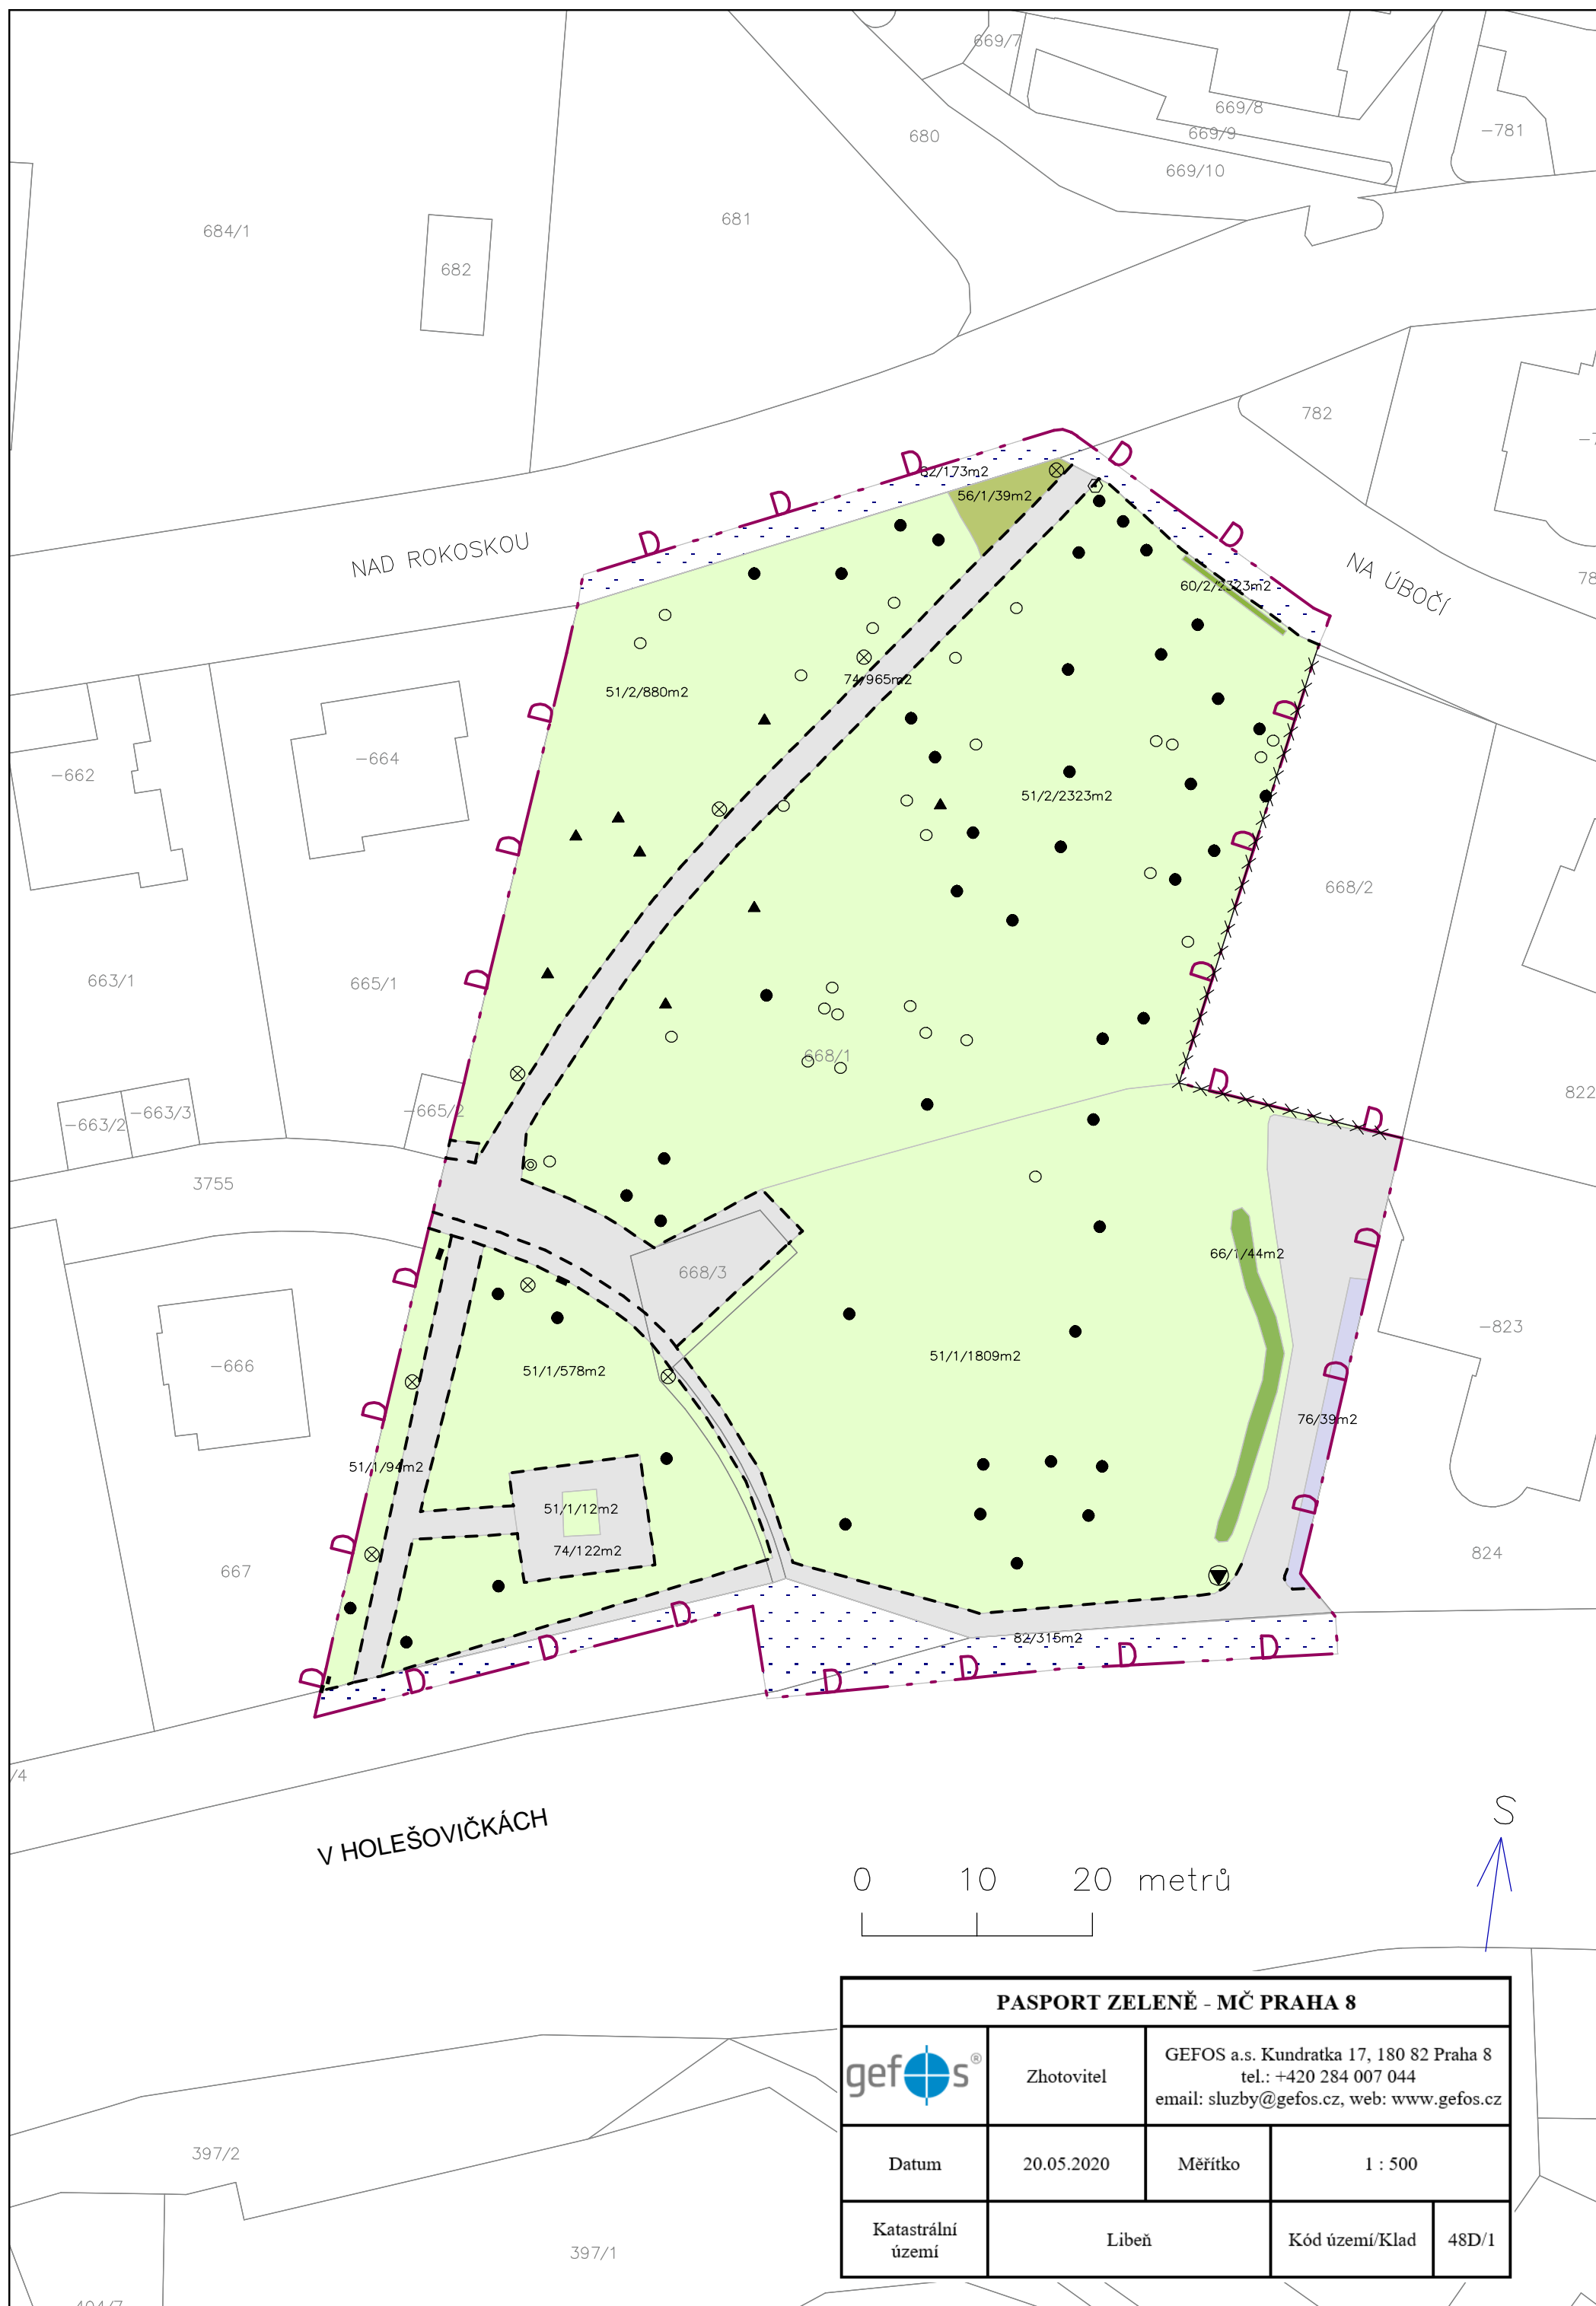 669/7
669/8
669/9
-781
680
669/10
681
684/1
682
782
82/173m2
56/1/39m2
NAD ROKOSKOU
NA ÚBOČÍ
60/2/2323m2
74/965m2
51/2/880m2
-664
-662
51/2/2323m2
668/2
663/1
665/1
668/1
822
-663/2
-663/3
-665/2
3755
668/3
66/1/44m2
-823
-666
51/1/578m2
51/1/1809m2
76/39m2
51/1/94m2
51/1/12m2
74/122m2
824
667
82/315m2
/4
V HOLEŠOVIČKÁCH
S
0 10 20 metrů
PASPORT ZELENĚ - MČ PRAHA 8
gefos®
Zhotovitel
GEFOS a.s. Kundratka 17, 180 82 Praha 8
tel.: +420 284 007 044
email: sluzby@gefos.cz, web: www.gefos.cz
Datum 20.05.2020 Měřítko 1 : 500
Katastrální
území
Libeň Kód území/Klad 48D/1
397/2
397/1
D D D D D D D D D D D D D D D D D D D D D D D D D D D D D